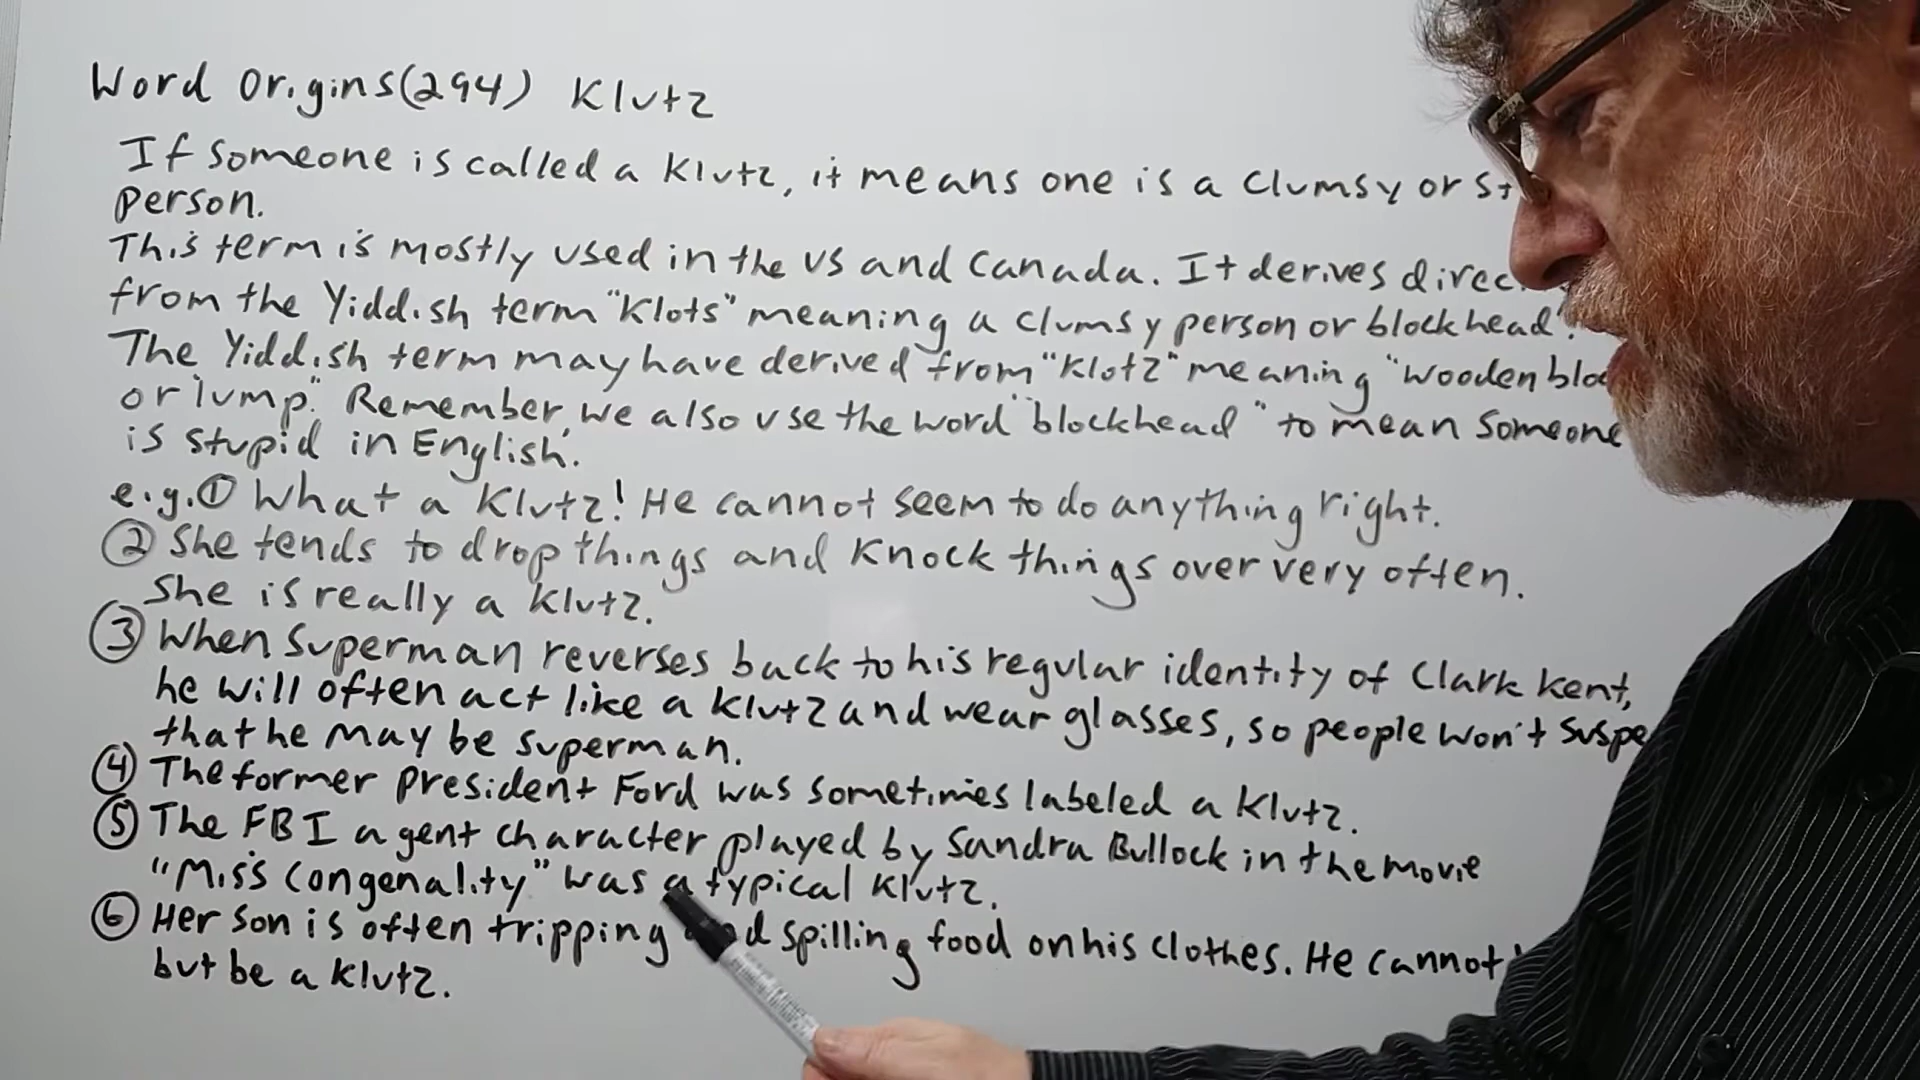 Word Origins(294) Klutz
If someone is called a Klutz, it means one is a clumsy or
person.
This term is mostly used in the US and Canada. It derives
from the Yiddish term "Klots" meaning a clumsy person or blockhead".
The Yiddish term may have derived from "Klotz" meaning "wooden
or lump." Remember, we also use the word "blockhead" to mean someone
is stupid in English.
e.g. ① What a Klutz! He cannot seem to do anything right.
② She tends to drop things and Knock things over very often.
She is really a Klutz.
③ When Superman reverses back to his regular identity of Clark Kent,
he will often act like a Klutz and wear glasses, so people won't
that he may be superman.
④ The former president Ford was sometimes labeled a Klutz.
⑤ The FBI agent character played by Sandra Bullock in the movie
"Miss Congenality" was a typical Klutz.
⑥ Her son is often tripping and spilling food on his clothes. He cannot
but be a Klutz.